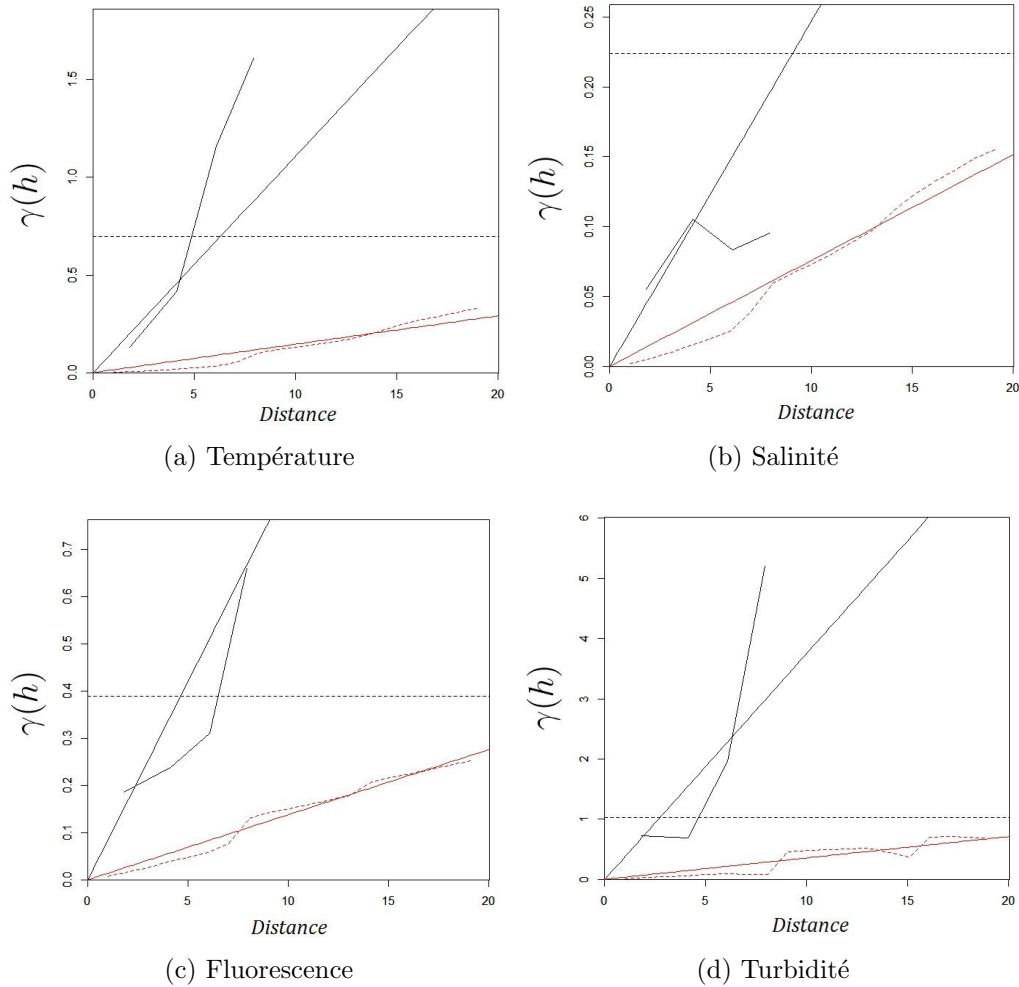 γ(h)
1.5
1.0
0.5
0.0
0 5 10 15 20
Distance
(a) Température
γ(h)
0.25
0.20
0.15
0.10
0.05
0.00
0 5 10 15 20
Distance
(b) Salinité
γ(h)
0.7
0.6
0.5
0.4
0.3
0.2
0.1
0.0
0 5 10 15 20
Distance
(c) Fluorescence
γ(h)
6
5
4
3
2
1
0
0 5 10 15 20
Distance
(d) Turbidité